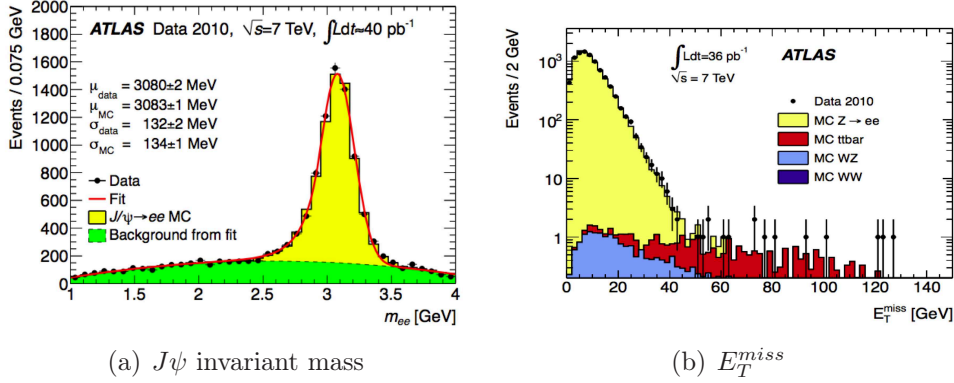 ATLAS Data 2010, √s=7 TeV, ∫Ldt≈40 pb⁻¹
Events / 0.075 GeV
1800
1600
1400
1200
1000
800
600
400
200
0
μdata = 3080±2 MeV
μMC = 3083±1 MeV
σdata = 132±2 MeV
σMC = 134±1 MeV
Data
Fit
J/ψ→ee MC
Background from fit
1 1.5 2 2.5 3 3.5 4
mee [GeV]
(a) Jψ invariant mass
Events / 2 GeV
10³
10²
10
1
∫Ldt=36 pb⁻¹
√s = 7 TeV
ATLAS
Data 2010
MC Z → ee
MC ttbar
MC WZ
MC WW
0 20 40 60 80 100 120 140
ETmiss [GeV]
(b) ETmiss